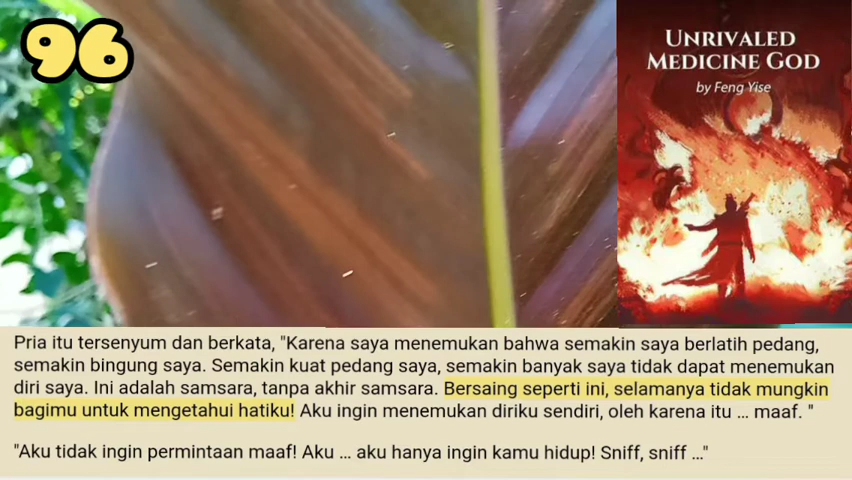 96
UNRIVALED
MEDICINE GOD
by Feng Yise
Pria itu tersenyum dan berkata, "Karena saya menemukan bahwa semakin saya berlatih pedang,
semakin bingung saya. Semakin kuat pedang saya, semakin banyak saya tidak dapat menemukan
diri saya. Ini adalah samsara, tanpa akhir samsara. Bersaing seperti ini, selamanya tidak mungkin
bagimu untuk mengetahui hatiku! Aku ingin menemukan diriku sendiri, oleh karena itu ... maaf. "
"Aku tidak ingin permintaan maaf! Aku ... aku hanya ingin kamu hidup! Sniff, sniff ..."